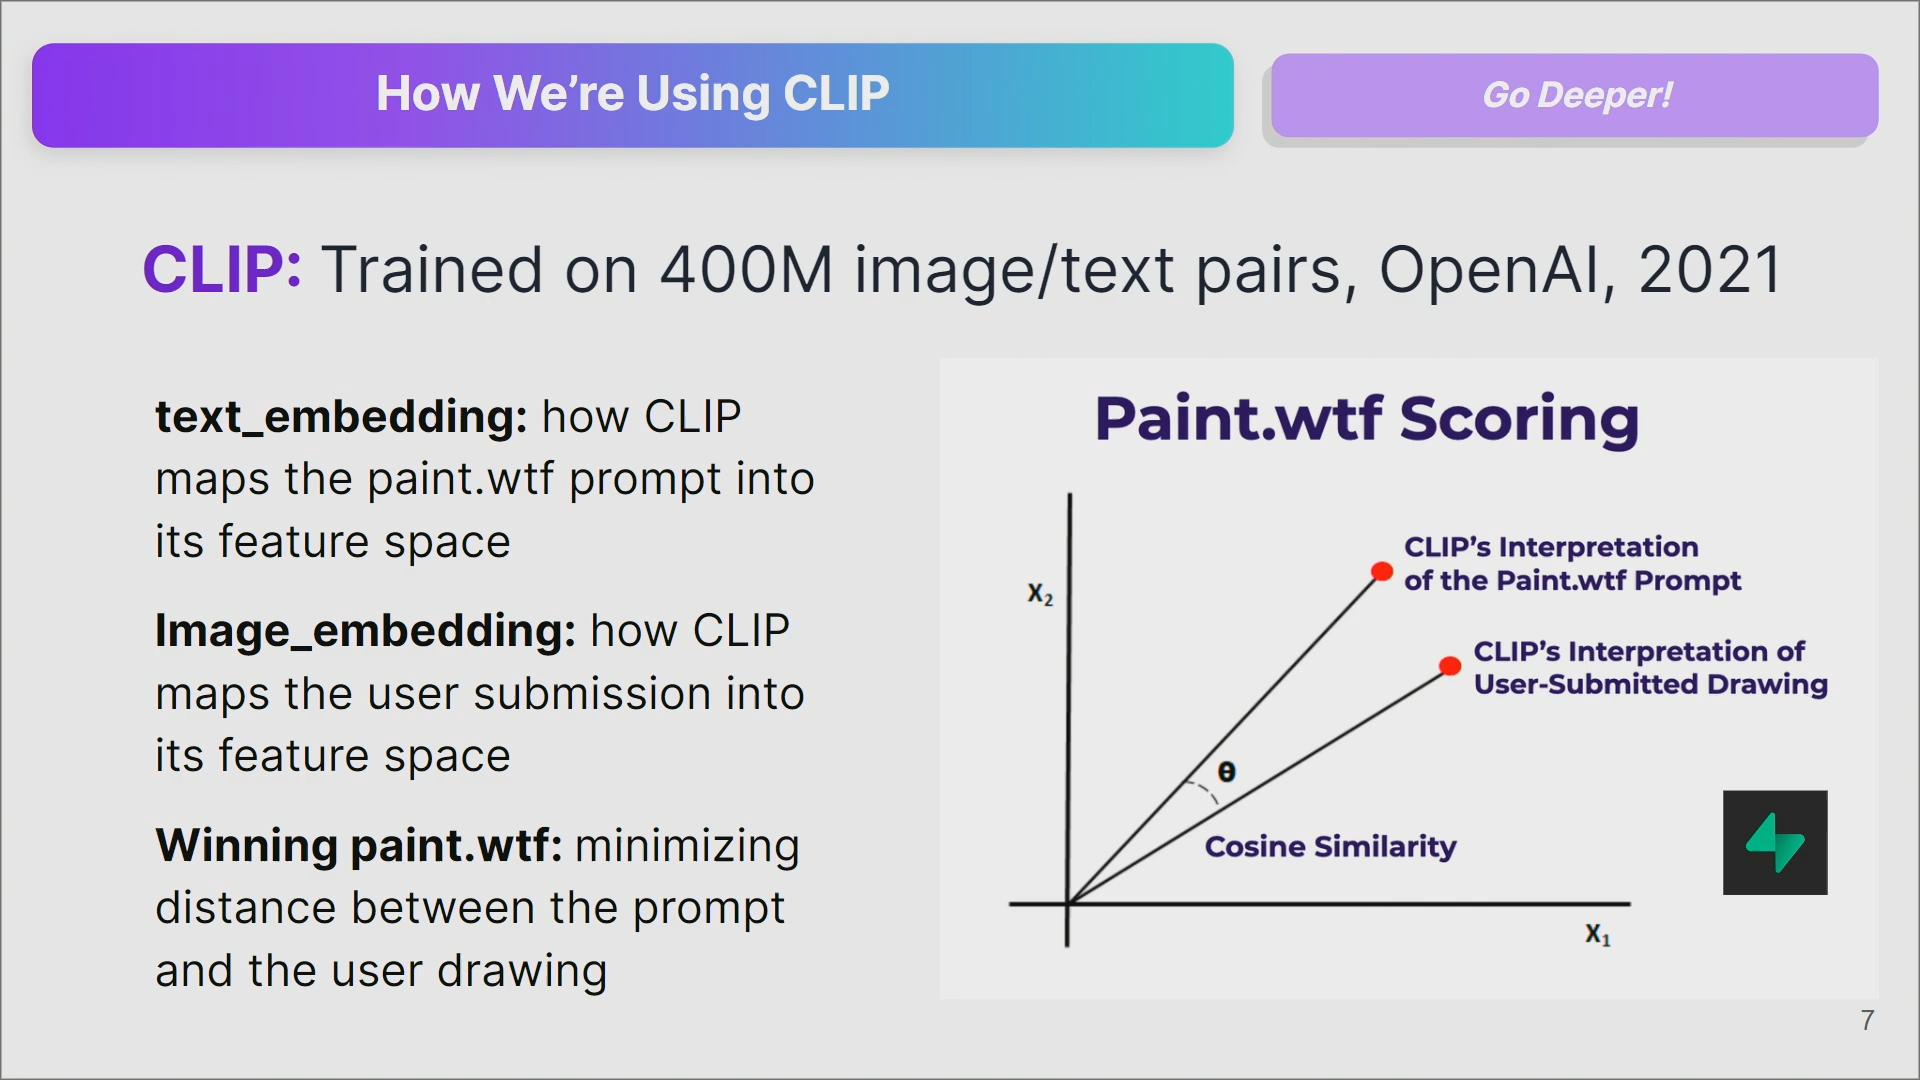 How We’re Using CLIP
Go Deeper!
CLIP: Trained on 400M image/text pairs, OpenAI, 2021
text_embedding: how CLIP
maps the paint.wtf prompt into
its feature space
Image_embedding: how CLIP
maps the user submission into
its feature space
Winning paint.wtf: minimizing
distance between the prompt
and the user drawing
Paint.wtf Scoring
CLIP’s Interpretation
of the Paint.wtf Prompt
X₂
CLIP’s Interpretation of
User-Submitted Drawing
θ
Cosine Similarity
X₁
7